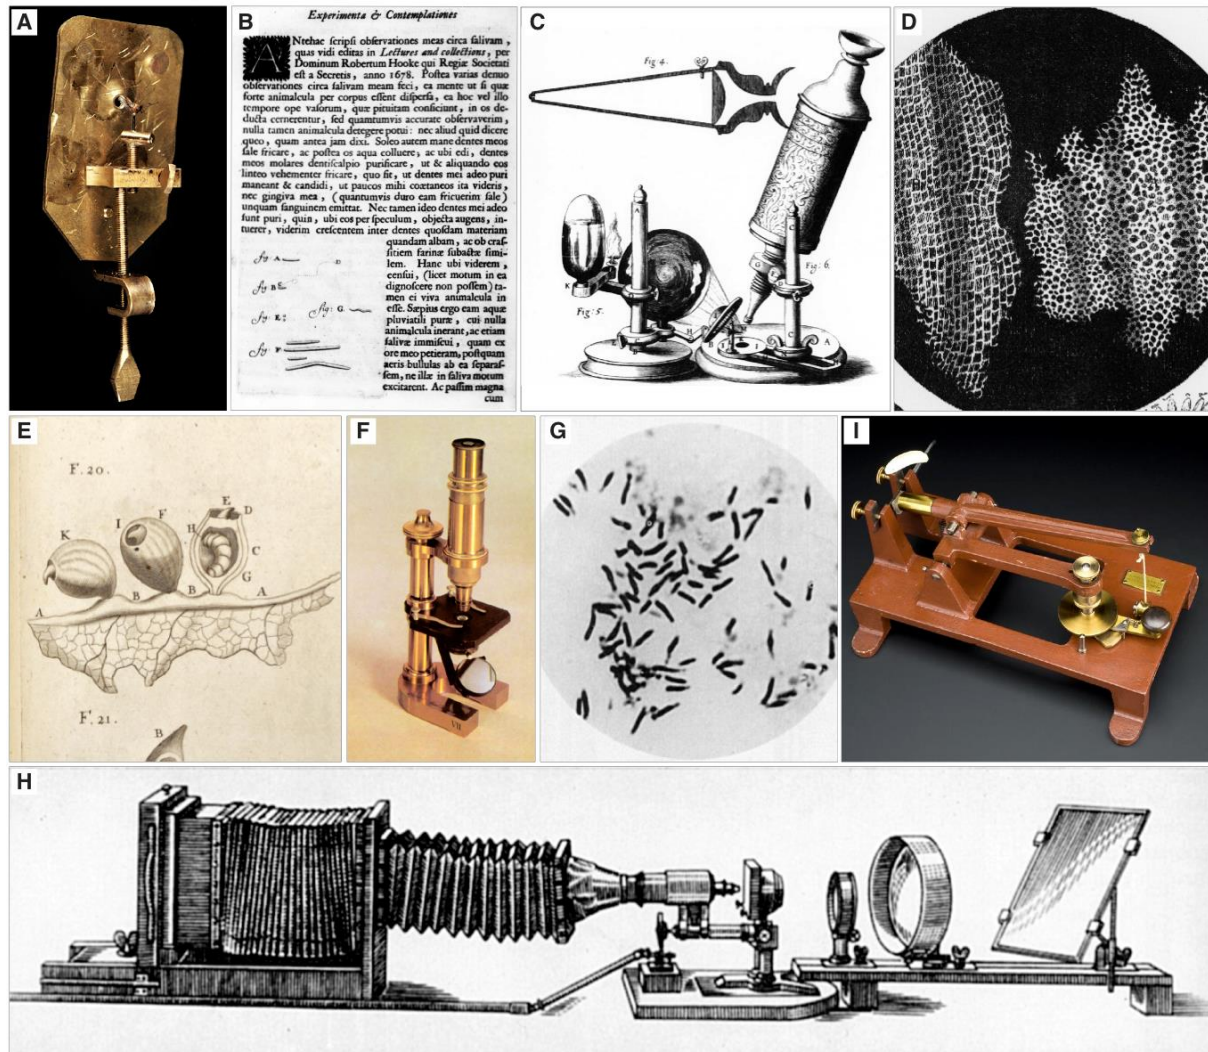 A
B
Experimenta & Contemplationes
ANtehac ſcripſi obſervationes meas circa ſalivam,
quas vidi editas in Lectures and collections, per
Dominum Robertum Hooke qui Regiæ Societati
eſt a Secretis, anno 1678. Poſtea varias denuo
obſervationes circa ſalivam meam feci, ea mente ut ſi quæ
forte animalcula per corpus eſſent diſperſa, ea hoc vel illo
tempore ope vaſorum, quæ pituitam conſiciunt, in os de-
ducta cernerentur, ſed quantumvis accurate obſervaverim,
nulla tamen animalcula detegere potui: nec aliud quid dicere
queo, quam antea jam dixi. Soleo autem mane dentes meos
ſale fricare, ac poſtea os aqua colluere, ac ubi edi, dentes
meos molares dentiſcalpio purificare, ut & aliquando eos
linteo vehementer fricare, quo fit, ut dentes mei adeo puri
maneant & candidi, ut paucos mihi coætaneos ita videris,
nec gingiva mea, (quantumvis duro eam fricuerim ſale)
unquam ſanguinem emittat. Nec tamen ideo dentes mei adeo
ſunt puri, quin, ubi eos per ſpeculum, objecta augens, in-
tuerer, viderim creſcentem inter dentes quoſdam materiam
quandam albam, ac ob craſ-
ſitiem farinæ ſubactæ ſimi-
lem. Hanc ubi viderem,
cenſui, (licet motum in ea
dignoſcere non poſſem) ta-
men ei viva animalcula in
eſſe. Sæpius ergo eam aquæ
pluviatili puræ, cui nulla
animalcula inerant, ac etiam
ſalivæ immiſcui, quam ex
ore meo petieram, poſtquam
aeris bullulas ab ea ſeparaſ-
ſem, ne illæ in ſaliva motum
excitarent. Ac paſſim magna
cum
fig: A
D
fig B
fig: G.
fig: E:
fig: F
C
Fig: 4.
Fig: 5.
Fig: 6.
A
K
G
F
H
B
C
A
D
E
F. 20.
K
I
F
E
D
H
C
G
A
B
B
A
F. 21.
B
F
VII
G
I
H